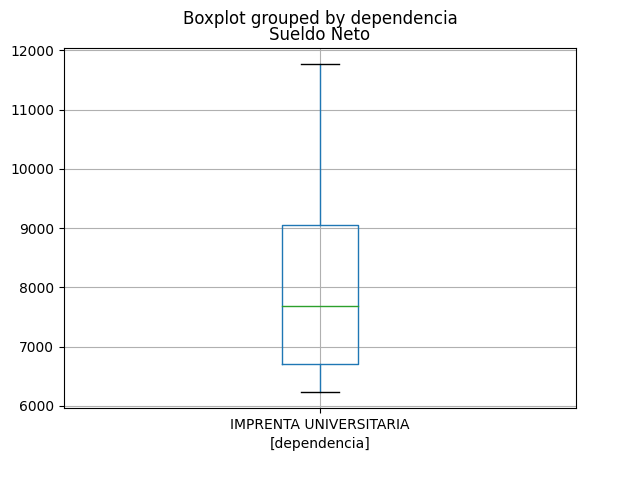 Boxplot grouped by dependencia
Sueldo Neto
12000
11000
10000
9000
8000
7000
6000
IMPRENTA UNIVERSITARIA
[dependencia]